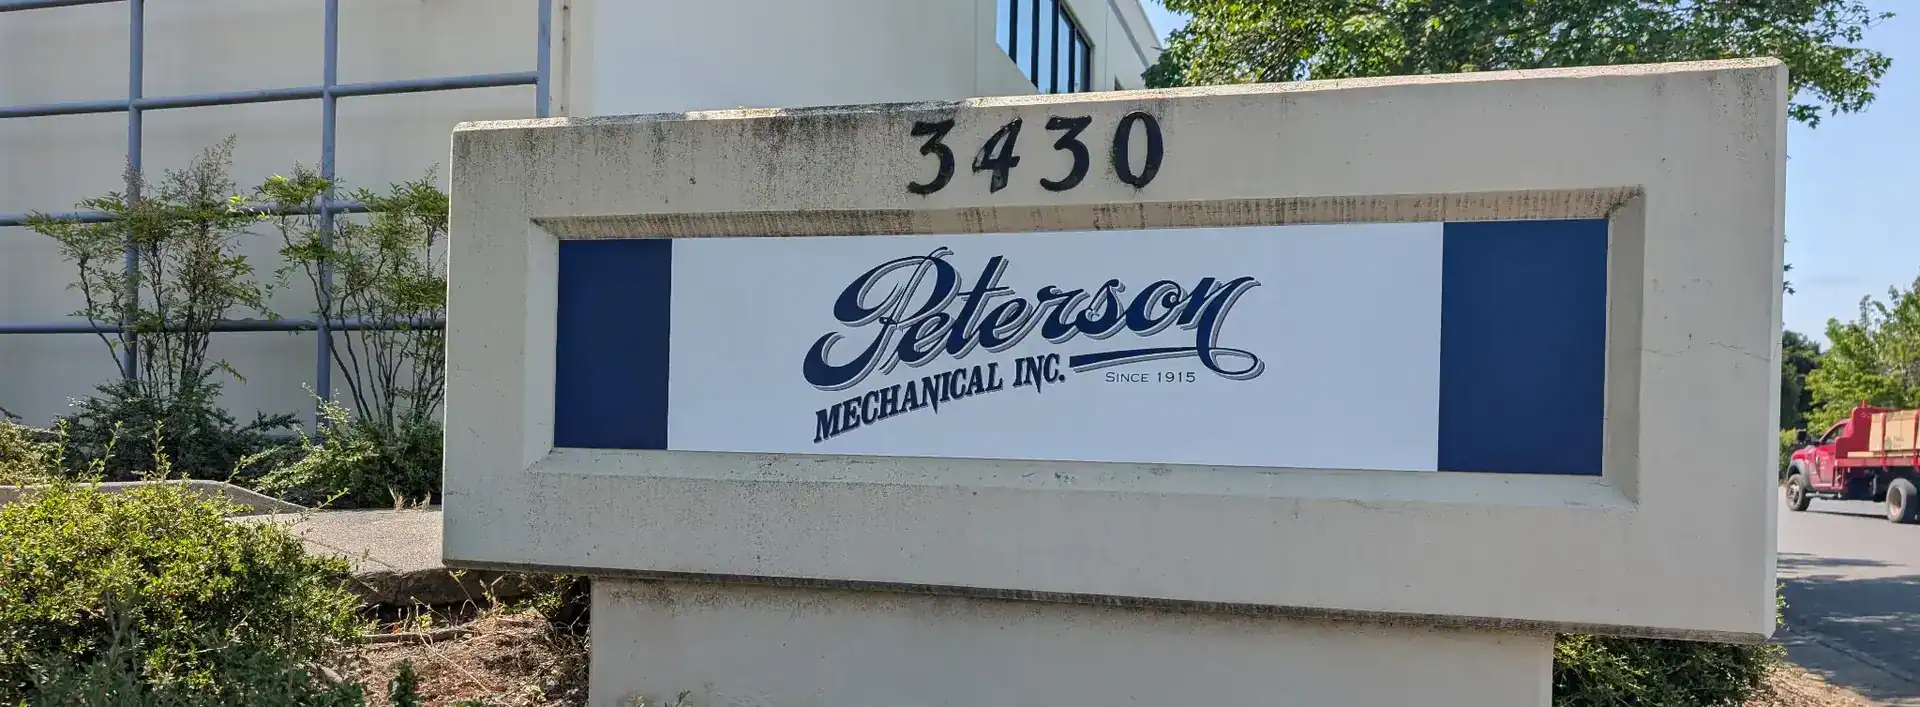 3430
Peterson
MECHANICAL INC.
SINCE 1915